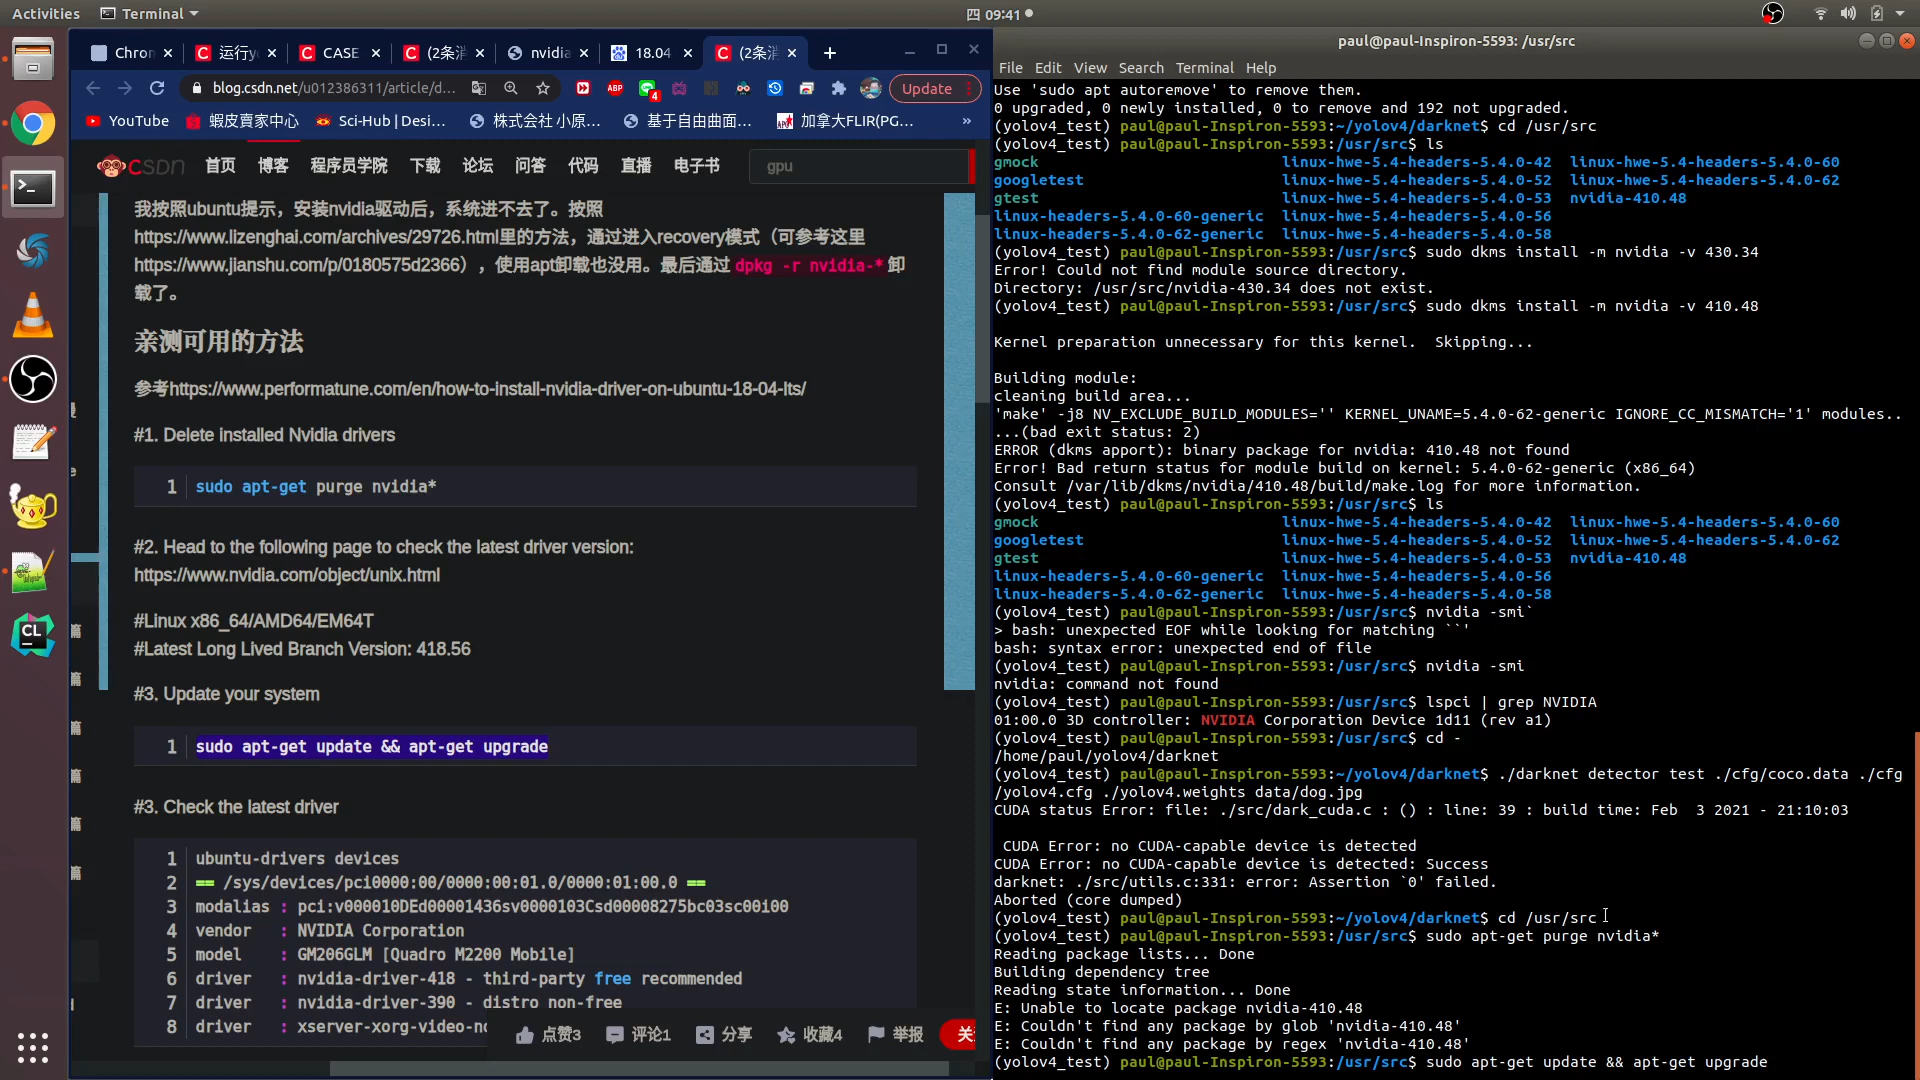 Activities
Terminal
四 09:41
Chrom
运行y
CASE
(2条消
nvidia
18.04
(2条消
blog.csdn.net/u012386311/article/d...
ABP
4
Update
YouTube
蝦皮賣家中心
Sci-Hub | Desi...
株式会社 小原...
基于自由曲面...
加拿大FLIR(PG...
»
CSDN
首页
博客
程序员学院
下载
论坛
问答
代码
直播
电子书
gpu
我按照ubuntu提示，安装nvidia驱动后，系统进不去了。按照
https://www.lizenghai.com/archives/29726.html里的方法，通过进入recovery模式（可参考这里
https://www.jianshu.com/p/0180575d2366），使用apt卸载也没用。最后通过 dpkg -r nvidia-* 卸
载了。
亲测可用的方法
参考https://www.performatune.com/en/how-to-install-nvidia-driver-on-ubuntu-18-04-lts/
#1. Delete installed Nvidia drivers
1 sudo apt-get purge nvidia*
#2. Head to the following page to check the latest driver version:
https://www.nvidia.com/object/unix.html
#Linux x86_64/AMD64/EM64T
#Latest Long Lived Branch Version: 418.56
#3. Update your system
1 sudo apt-get update && apt-get upgrade
#3. Check the latest driver
1 ubuntu-drivers devices
2 == /sys/devices/pci0000:00/0000:00:01.0/0000:01:00.0 ==
3 modalias : pci:v000010DEd00001436sv0000103Csd00008275bc03sc00i00
4 vendor   : NVIDIA Corporation
5 model    : GM206GLM [Quadro M2200 Mobile]
6 driver   : nvidia-driver-418 - third-party free recommended
7 driver   : nvidia-driver-390 - distro non-free
8 driver   : xserver-xorg-video-no
点赞3
评论1
分享
收藏4
举报
关
CL
paul@paul-Inspiron-5593: /usr/src
File Edit View Search Terminal Help
Use 'sudo apt autoremove' to remove them.
0 upgraded, 0 newly installed, 0 to remove and 192 not upgraded.
(yolov4_test) paul@paul-Inspiron-5593:~/yolov4/darknet$ cd /usr/src
(yolov4_test) paul@paul-Inspiron-5593:/usr/src$ ls
gmock                          linux-hwe-5.4-headers-5.4.0-42  linux-hwe-5.4-headers-5.4.0-60
googletest                     linux-hwe-5.4-headers-5.4.0-52  linux-hwe-5.4-headers-5.4.0-62
gtest                          linux-hwe-5.4-headers-5.4.0-53  nvidia-410.48
linux-headers-5.4.0-60-generic  linux-hwe-5.4-headers-5.4.0-56
linux-headers-5.4.0-62-generic  linux-hwe-5.4-headers-5.4.0-58
(yolov4_test) paul@paul-Inspiron-5593:/usr/src$ sudo dkms install -m nvidia -v 430.34
Error! Could not find module source directory.
Directory: /usr/src/nvidia-430.34 does not exist.
(yolov4_test) paul@paul-Inspiron-5593:/usr/src$ sudo dkms install -m nvidia -v 410.48
Kernel preparation unnecessary for this kernel.  Skipping...
Building module:
cleaning build area...
'make' -j8 NV_EXCLUDE_BUILD_MODULES='' KERNEL_UNAME=5.4.0-62-generic IGNORE_CC_MISMATCH='1' modules..
...(bad exit status: 2)
ERROR (dkms apport): binary package for nvidia: 410.48 not found
Error! Bad return status for module build on kernel: 5.4.0-62-generic (x86_64)
Consult /var/lib/dkms/nvidia/410.48/build/make.log for more information.
(yolov4_test) paul@paul-Inspiron-5593:/usr/src$ ls
gmock                          linux-hwe-5.4-headers-5.4.0-42  linux-hwe-5.4-headers-5.4.0-60
googletest                     linux-hwe-5.4-headers-5.4.0-52  linux-hwe-5.4-headers-5.4.0-62
gtest                          linux-hwe-5.4-headers-5.4.0-53  nvidia-410.48
linux-headers-5.4.0-60-generic  linux-hwe-5.4-headers-5.4.0-56
linux-headers-5.4.0-62-generic  linux-hwe-5.4-headers-5.4.0-58
(yolov4_test) paul@paul-Inspiron-5593:/usr/src$ nvidia -smi`
> bash: unexpected EOF while looking for matching ``'
bash: syntax error: unexpected end of file
(yolov4_test) paul@paul-Inspiron-5593:/usr/src$ nvidia -smi
nvidia: command not found
(yolov4_test) paul@paul-Inspiron-5593:/usr/src$ lspci | grep NVIDIA
01:00.0 3D controller: NVIDIA Corporation Device 1d11 (rev a1)
(yolov4_test) paul@paul-Inspiron-5593:/usr/src$ cd -
/home/paul/yolov4/darknet
(yolov4_test) paul@paul-Inspiron-5593:~/yolov4/darknet$ ./darknet detector test ./cfg/coco.data ./cfg
/yolov4.cfg ./yolov4.weights data/dog.jpg
CUDA status Error: file: ./src/dark_cuda.c : () : line: 39 : build time: Feb  3 2021 - 21:10:03
CUDA Error: no CUDA-capable device is detected
CUDA Error: no CUDA-capable device is detected: Success
darknet: ./src/utils.c:331: error: Assertion `0' failed.
Aborted (core dumped)
(yolov4_test) paul@paul-Inspiron-5593:~/yolov4/darknet$ cd /usr/src
(yolov4_test) paul@paul-Inspiron-5593:/usr/src$ sudo apt-get purge nvidia*
Reading package lists... Done
Building dependency tree
Reading state information... Done
E: Unable to locate package nvidia-410.48
E: Couldn't find any package by glob 'nvidia-410.48'
E: Couldn't find any package by regex 'nvidia-410.48'
(yolov4_test) paul@paul-Inspiron-5593:/usr/src$ sudo apt-get update && apt-get upgrade